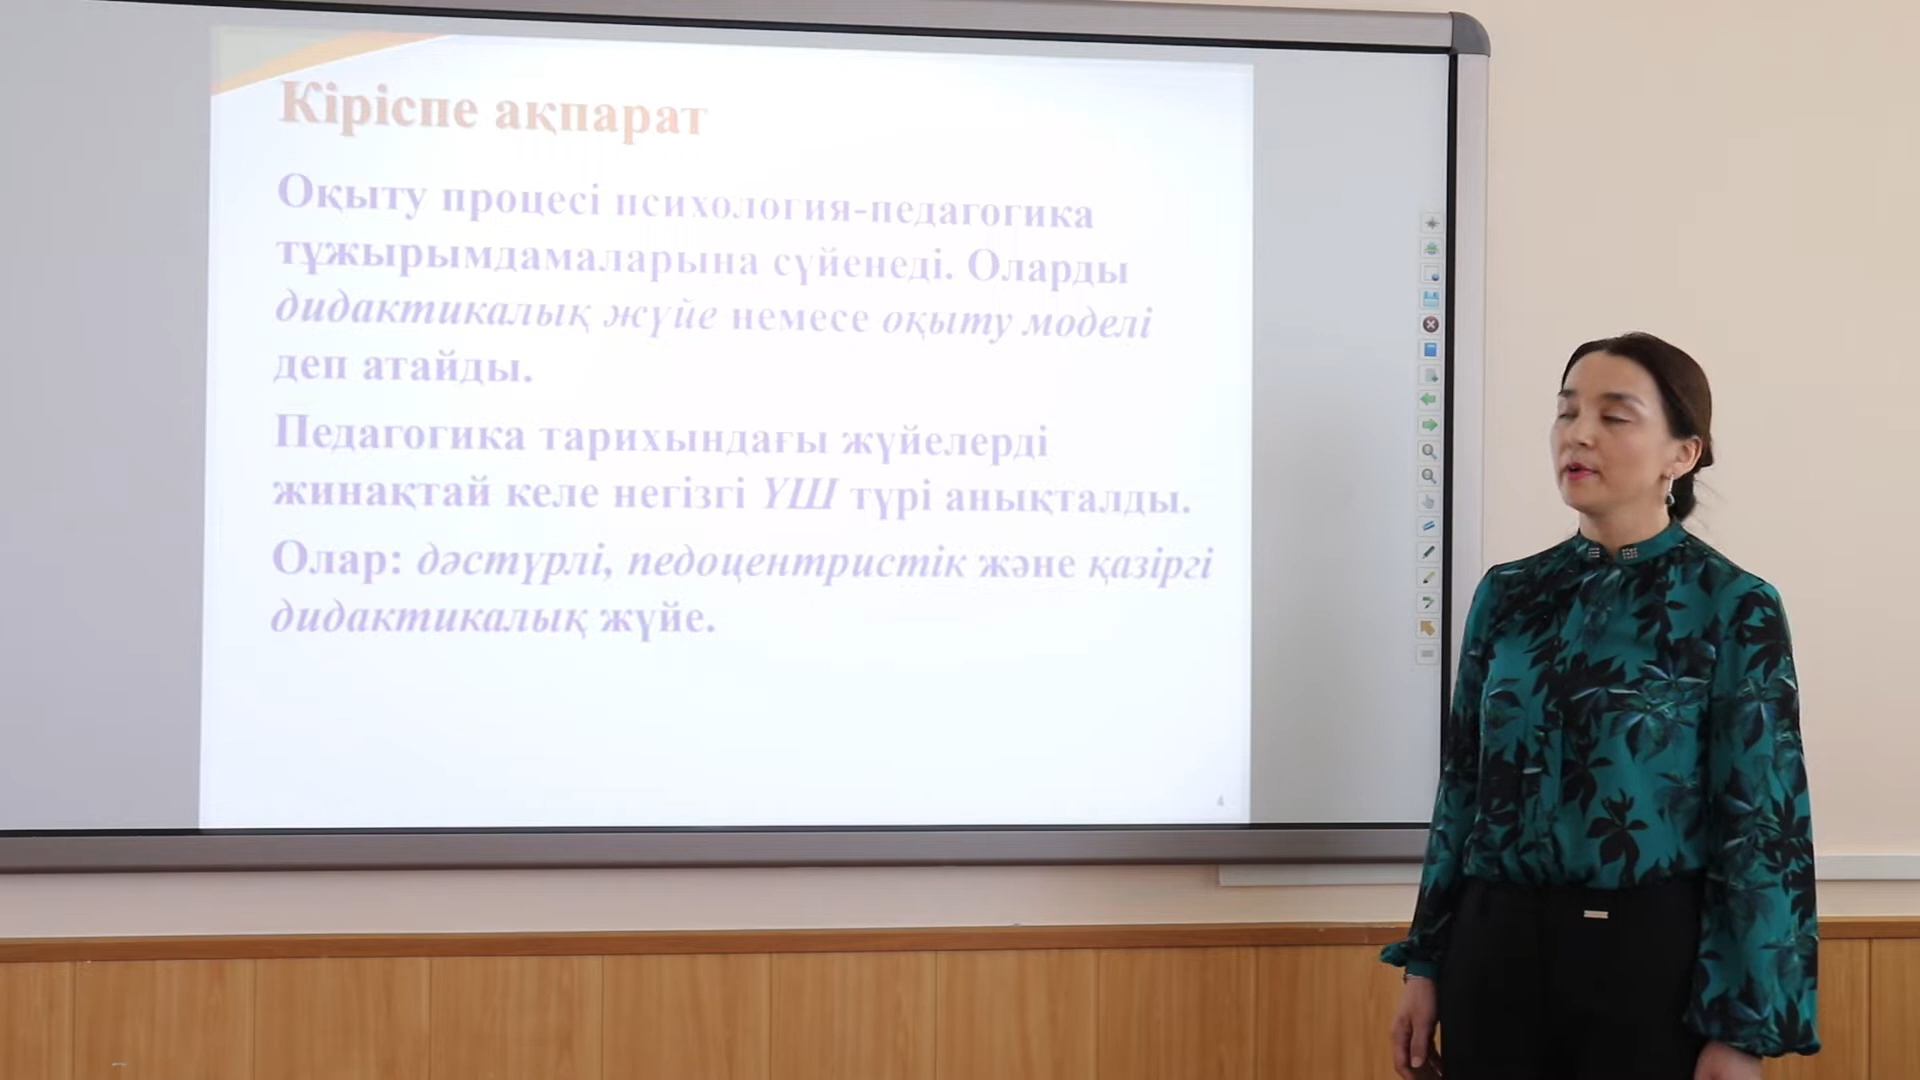 Кіріспе ақпарат
Оқыту процесі психология-педагогика
тұжырымдамаларына сүйенеді. Оларды
дидактикалық жүйе немесе оқыту моделі
деп атайды.
Педагогика тарихындағы жүйелерді
жинақтай келе негізгі ҮШ түрі анықталды.
Олар: дәстүрлі, педоцентристік және қазіргі
дидактикалық жүйе.
4